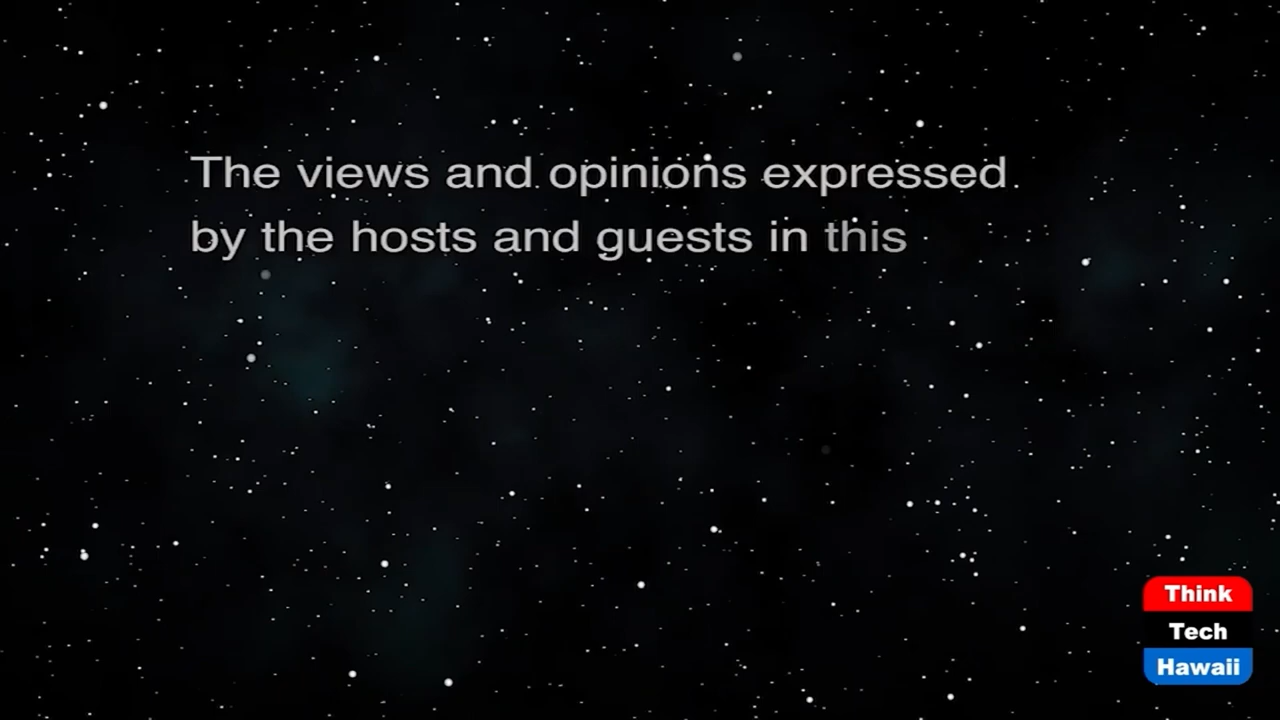 The views and opinions expressed
by the hosts and guests in this
Think
Tech
Hawaii